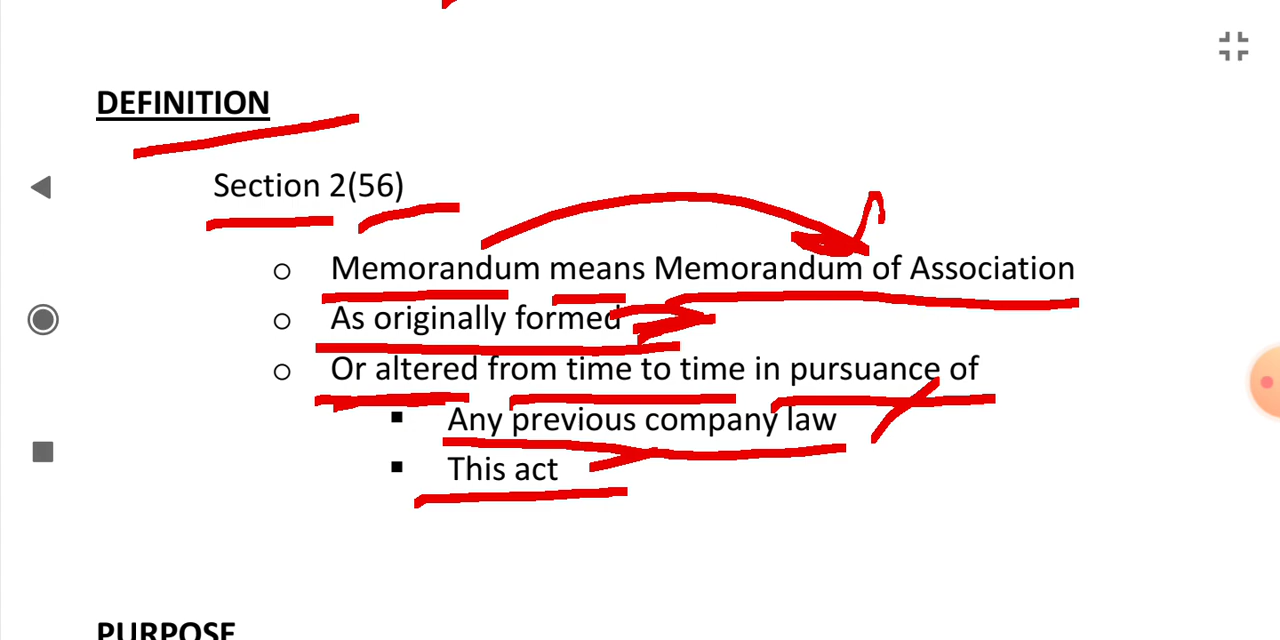 DEFINITION
Section 2(56)
Memorandum means Memorandum of Association
As originally formed
Or altered from time to time in pursuance of
Any previous company law
This act
PURPOSE